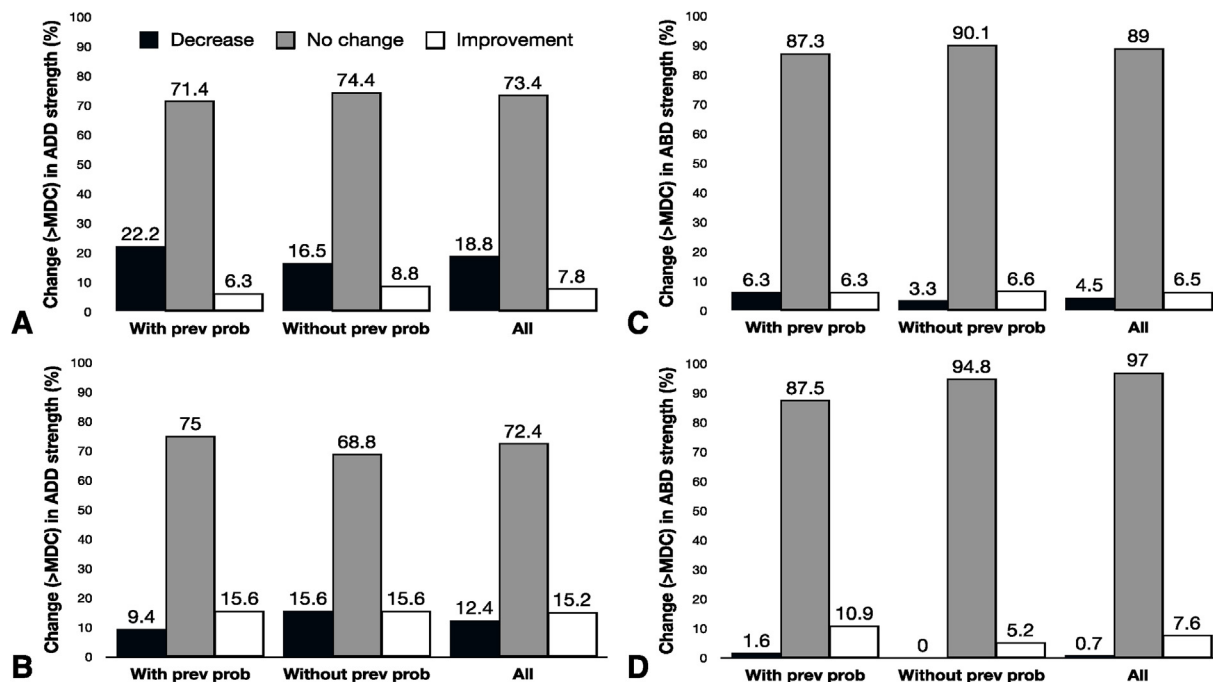 Change (>MDC) in ADD strength (%)
100
90
80
70
60
50
40
30
20
10
0
Decrease No change Improvement
22.2 71.4 6.3
16.5 74.4 8.8
18.8 73.4 7.8
With prev prob Without prev prob All
A
Change (>MDC) in ABD strength (%)
100
90
80
70
60
50
40
30
20
10
0
6.3 87.3 6.3
3.3 90.1 6.6
4.5 89 6.5
With prev prob Without prev prob All
C
Change (>MDC) in ADD strength (%)
100
90
80
70
60
50
40
30
20
10
0
9.4 75 15.6
15.6 68.8 15.6
12.4 72.4 15.2
With prev prob Without prev prob All
B
Change (>MDC) in ABD strength (%)
100
90
80
70
60
50
40
30
20
10
0
1.6 87.5 10.9
0 94.8 5.2
0.7 97 7.6
With prev prob Without prev prob All
D